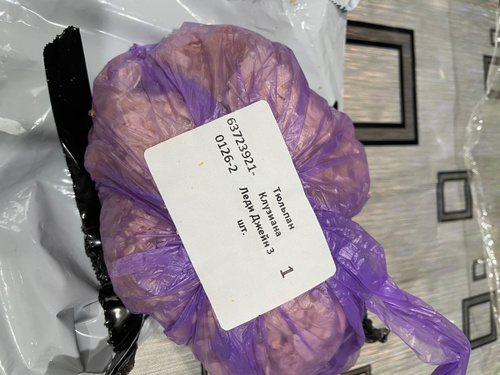 63723921-
0126-2
Тюльпан
Клузиана
Леди Джейн 3
шт.
1